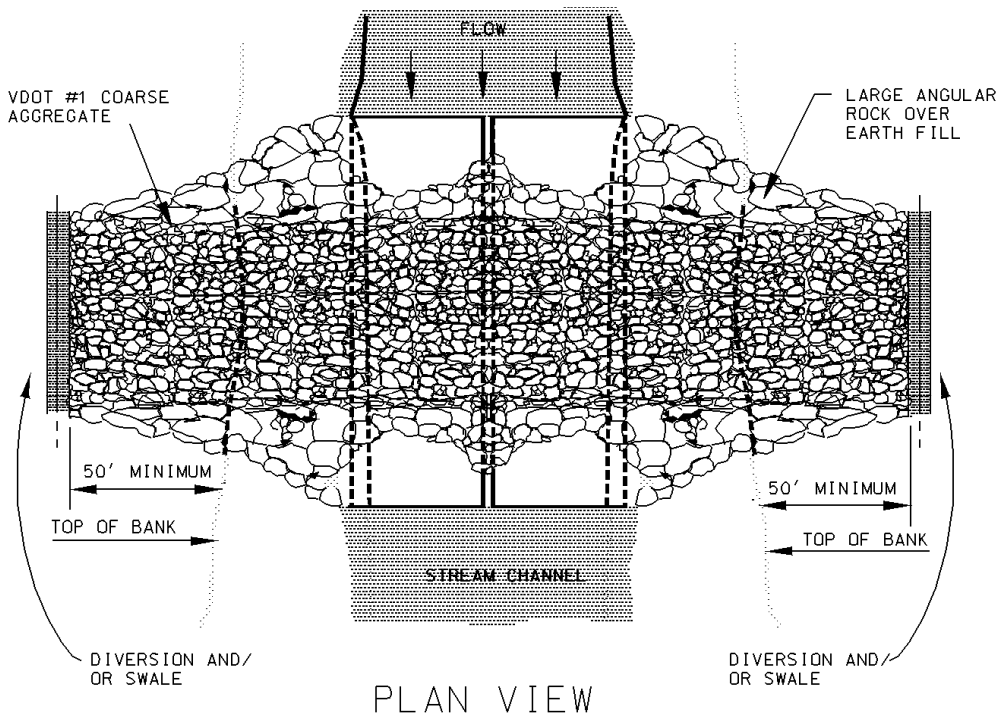 FLOW
VDOT #1 COARSE
AGGREGATE
LARGE ANGULAR
ROCK OVER
EARTH FILL
50' MINIMUM
50' MINIMUM
TOP OF BANK
TOP OF BANK
STREAM CHANNEL
DIVERSION AND/
OR SWALE
DIVERSION AND/
OR SWALE
PLAN VIEW